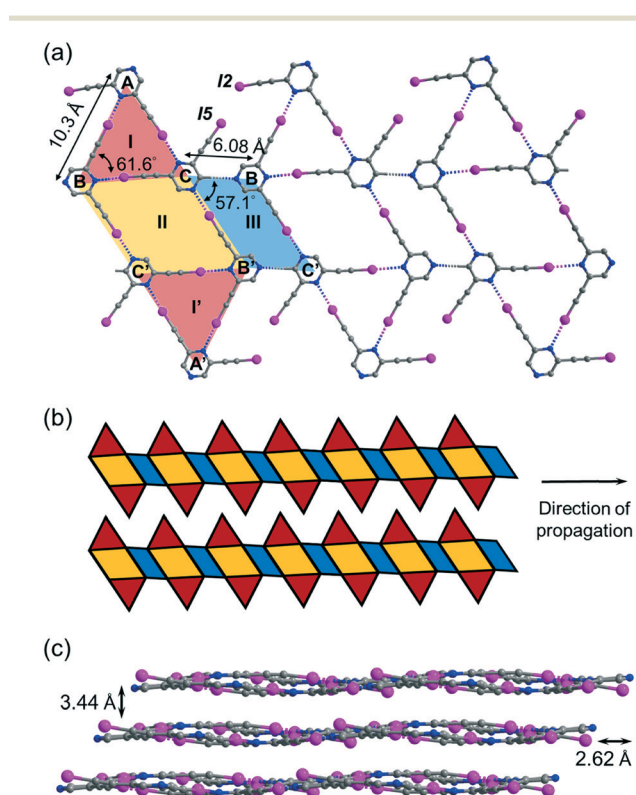 (a)
A
I2
10.3 Å
I
I5
6.08 Å
61.6°
B
C
B
57.1°
II
III
C'
B'
C'
I'
A'
(b)
Direction of
propagation
(c)
3.44 Å
2.62 Å